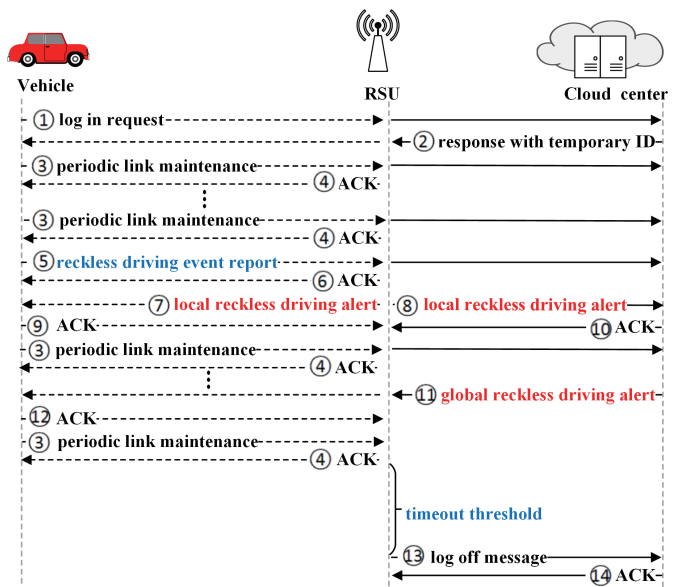 Vehicle
RSU
Cloud center
① log in request
② response with temporary ID
③ periodic link maintenance
④ ACK
③ periodic link maintenance
④ ACK
⑤ reckless driving event report
⑥ ACK
⑦ local reckless driving alert ⑧ local reckless driving alert
⑨ ACK ⑩ ACK
③ periodic link maintenance
④ ACK
⑪ global reckless driving alert
⑫ ACK
③ periodic link maintenance
④ ACK
timeout threshold
⑬ log off message
⑭ ACK